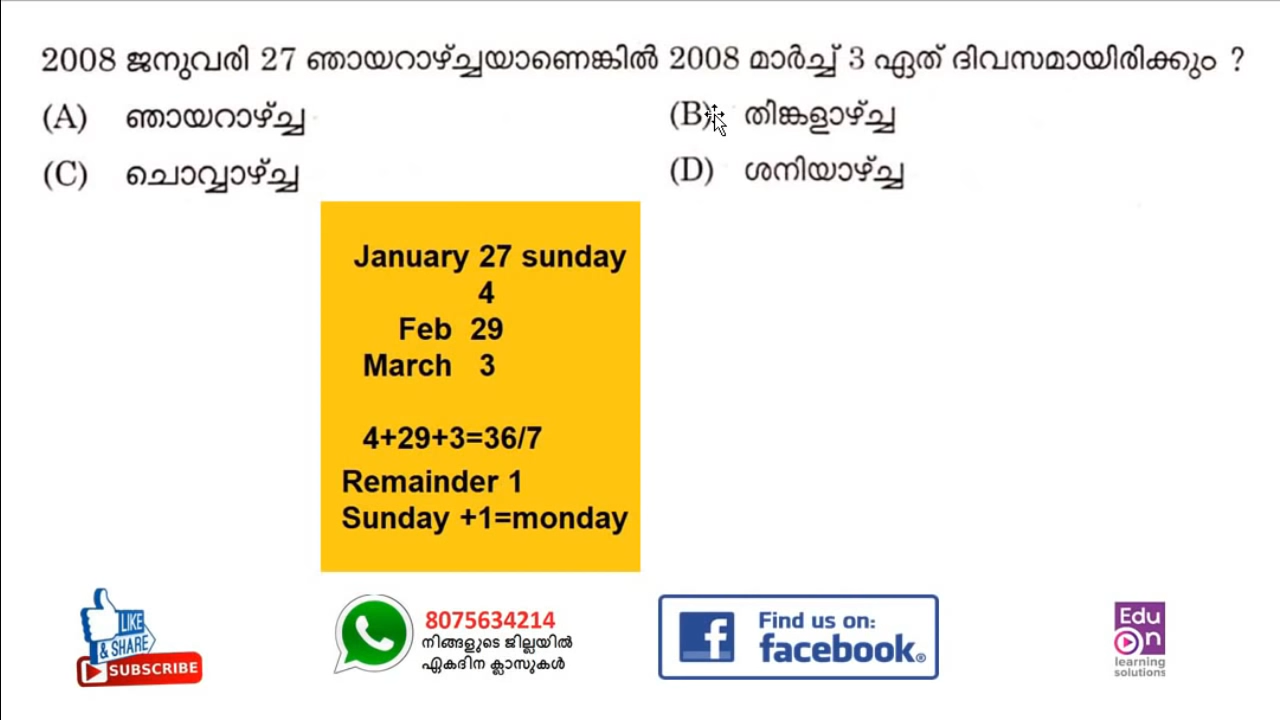 2008 ജനുവരി 27 ഞായറാഴ്ച്ചയാണെങ്കിൽ 2008 മാർച്ച് 3 ഏത് ദിവസമായിരിക്കും ?
(A) ഞായറാഴ്ച്ച (B) തിങ്കളാഴ്ച്ച
(C) ചൊവ്വാഴ്ച്ച (D) ശനിയാഴ്ച്ച
January 27 sunday
4
Feb 29
March 3
4+29+3=36/7
Remainder 1
Sunday +1=monday
LIKE
& SHARE
SUBSCRIBE
8075634214
നിങ്ങളുടെ ജില്ലയിൽ
ഏകദിന ക്ലാസുകൾ
Find us on:
facebook®
Edu
On
learning
solutions